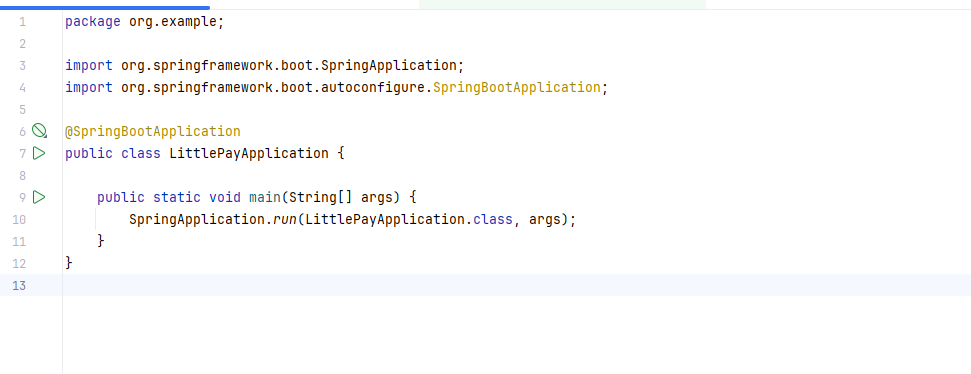 1 package org.example;
2
3 import org.springframework.boot.SpringApplication;
4 import org.springframework.boot.autoconfigure.SpringBootApplication;
5
6 @SpringBootApplication
7 public class LittlePayApplication {
8
9     public static void main(String[] args) {
10         SpringApplication.run(LittlePayApplication.class, args);
11     }
12 }
13